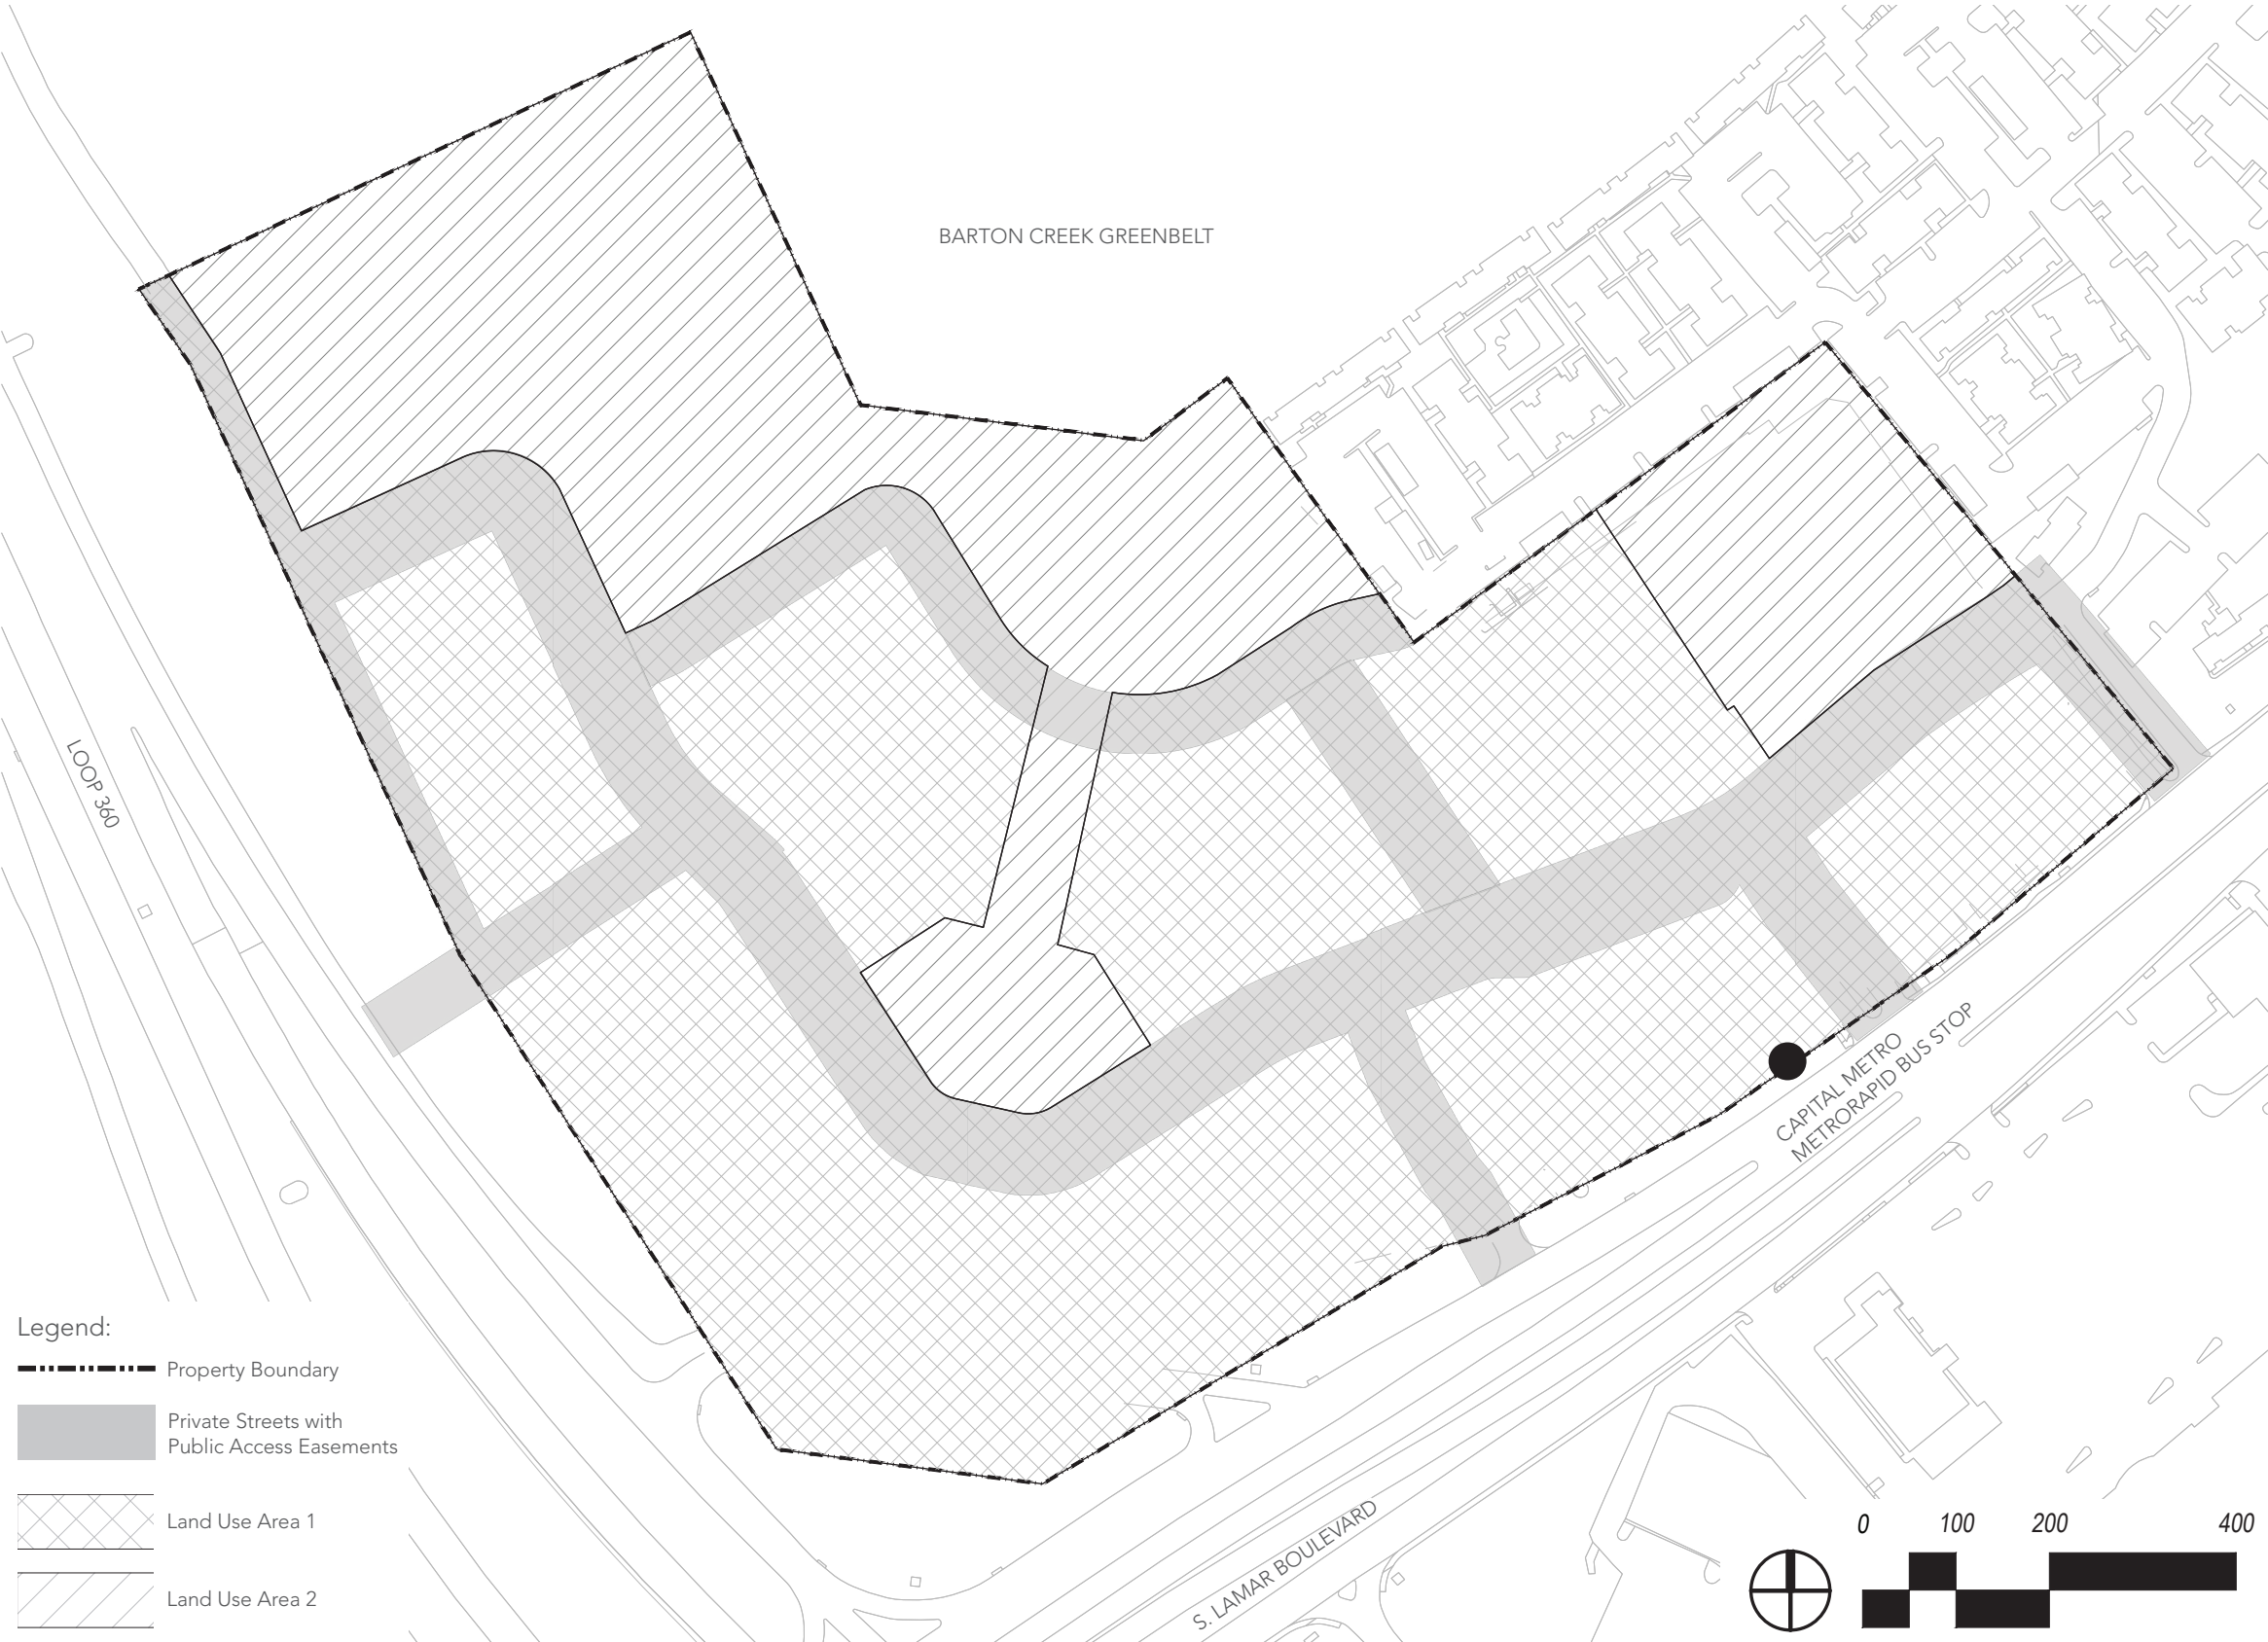 BARTON CREEK GREENBELT
LOOP 360
CAPITAL METRO
METRORAPID BUS STOP
S. LAMAR BOULEVARD
Legend:
Property Boundary
Private Streets with
Public Access Easements
Land Use Area 1
Land Use Area 2
0 100 200 400